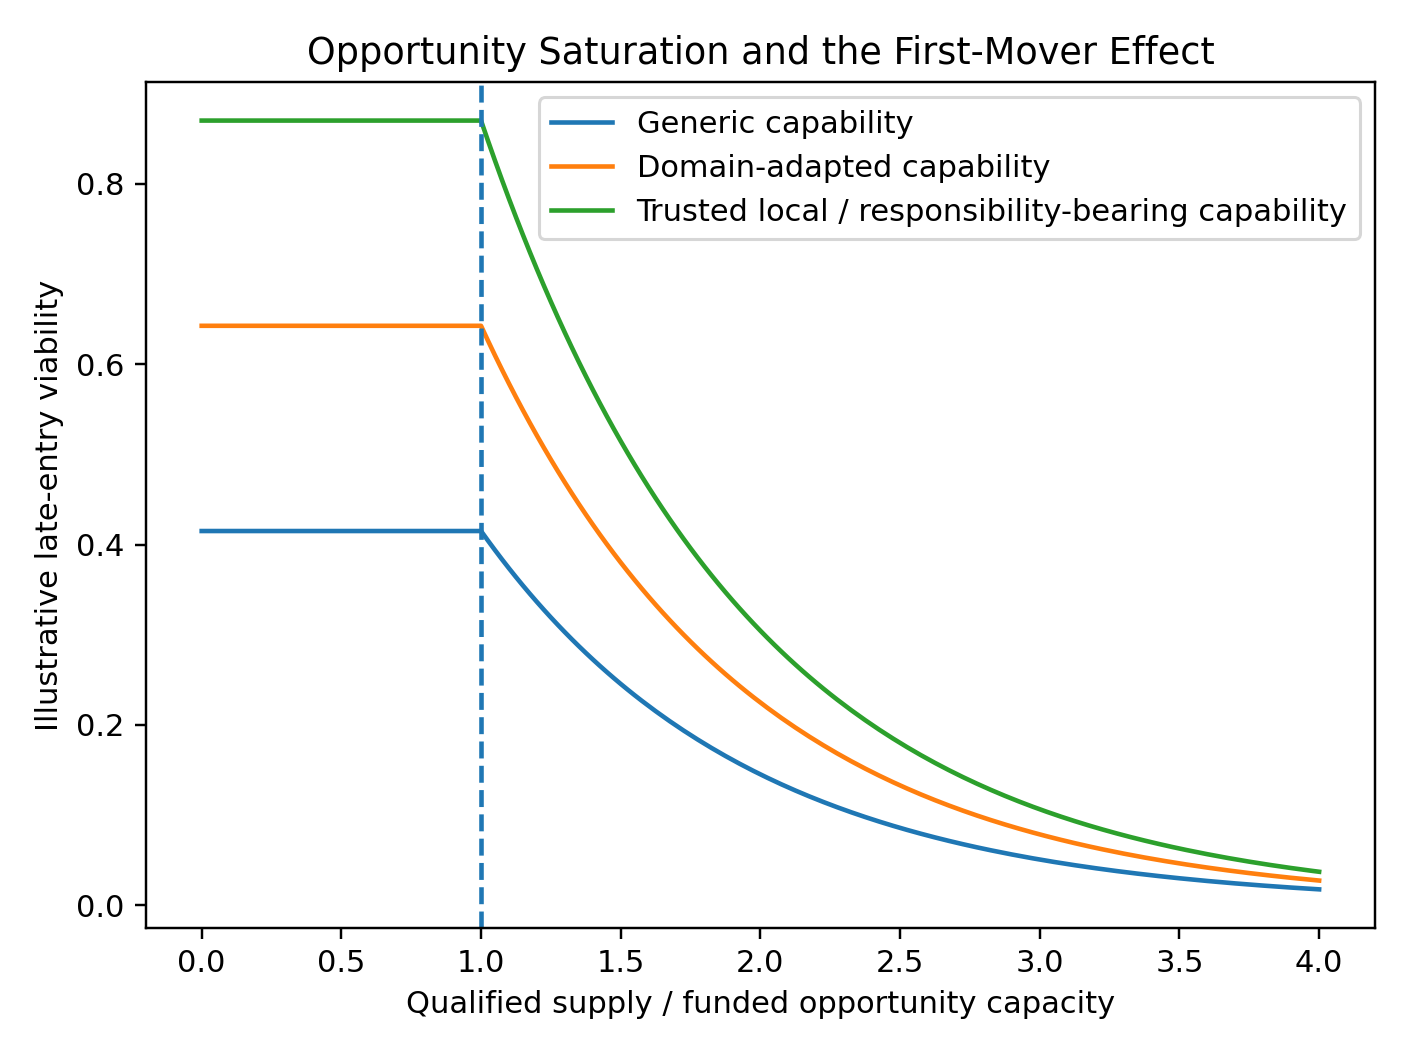 Opportunity Saturation and the First-Mover Effect
Generic capability
Domain-adapted capability
Trusted local / responsibility-bearing capability
Illustrative late-entry viability
0.8
0.6
0.4
0.2
0.0
0.0 0.5 1.0 1.5 2.0 2.5 3.0 3.5 4.0
Qualified supply / funded opportunity capacity